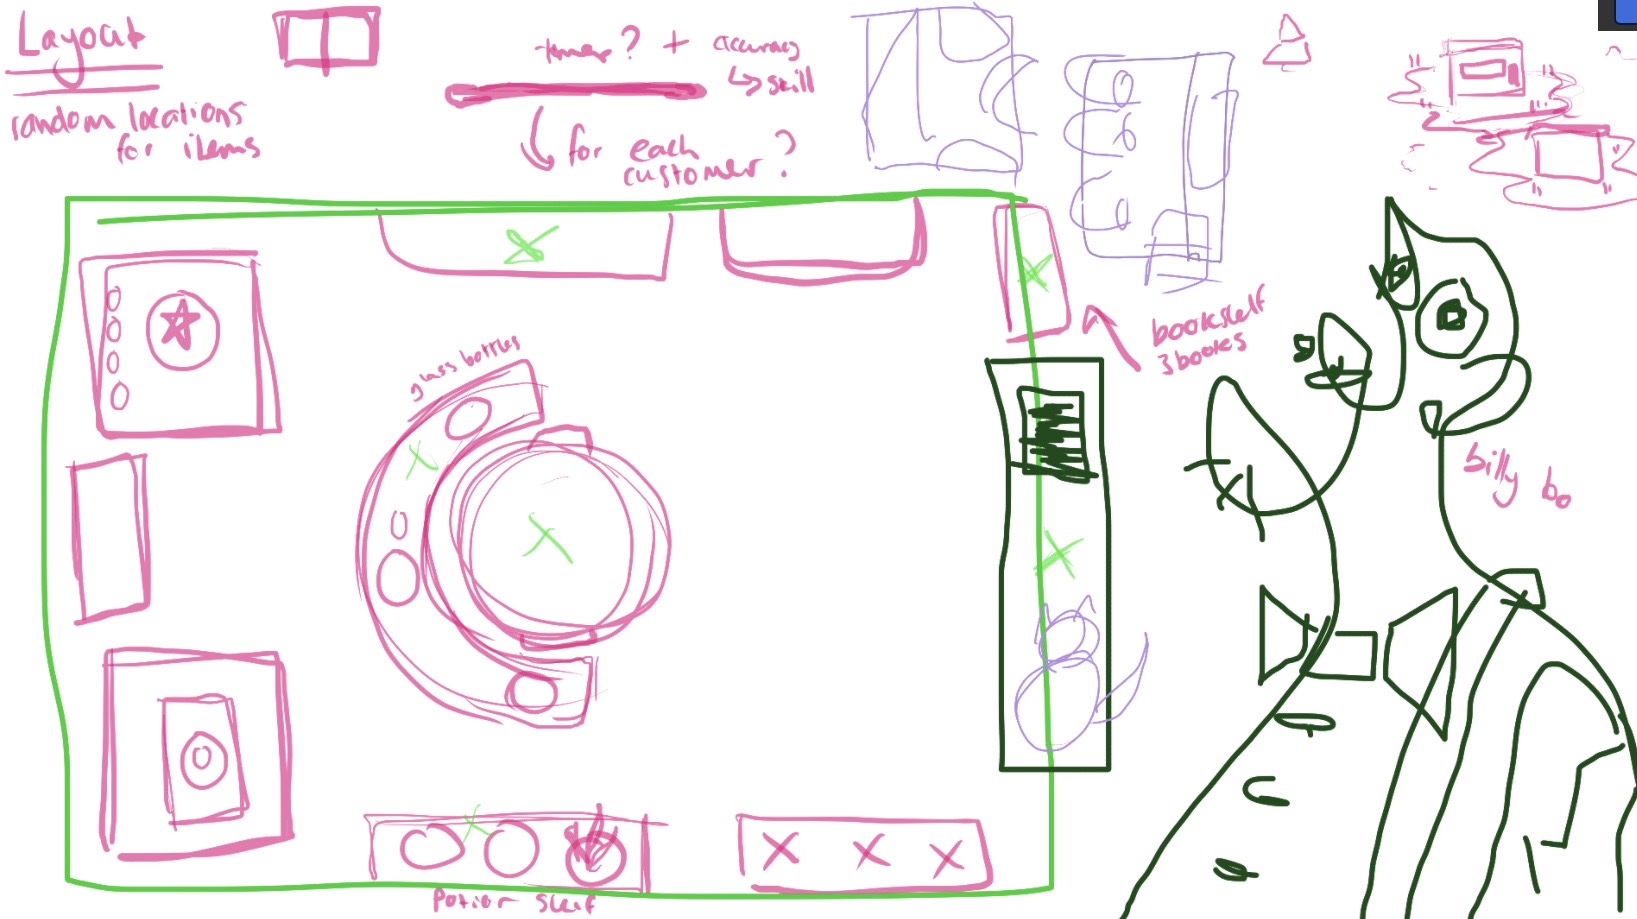 Layout
random locations
for items
timer? + accuracy
↳ skill
for each
customer?
bookshelf
3 books
glass bottles
billy bo
Potion shelf